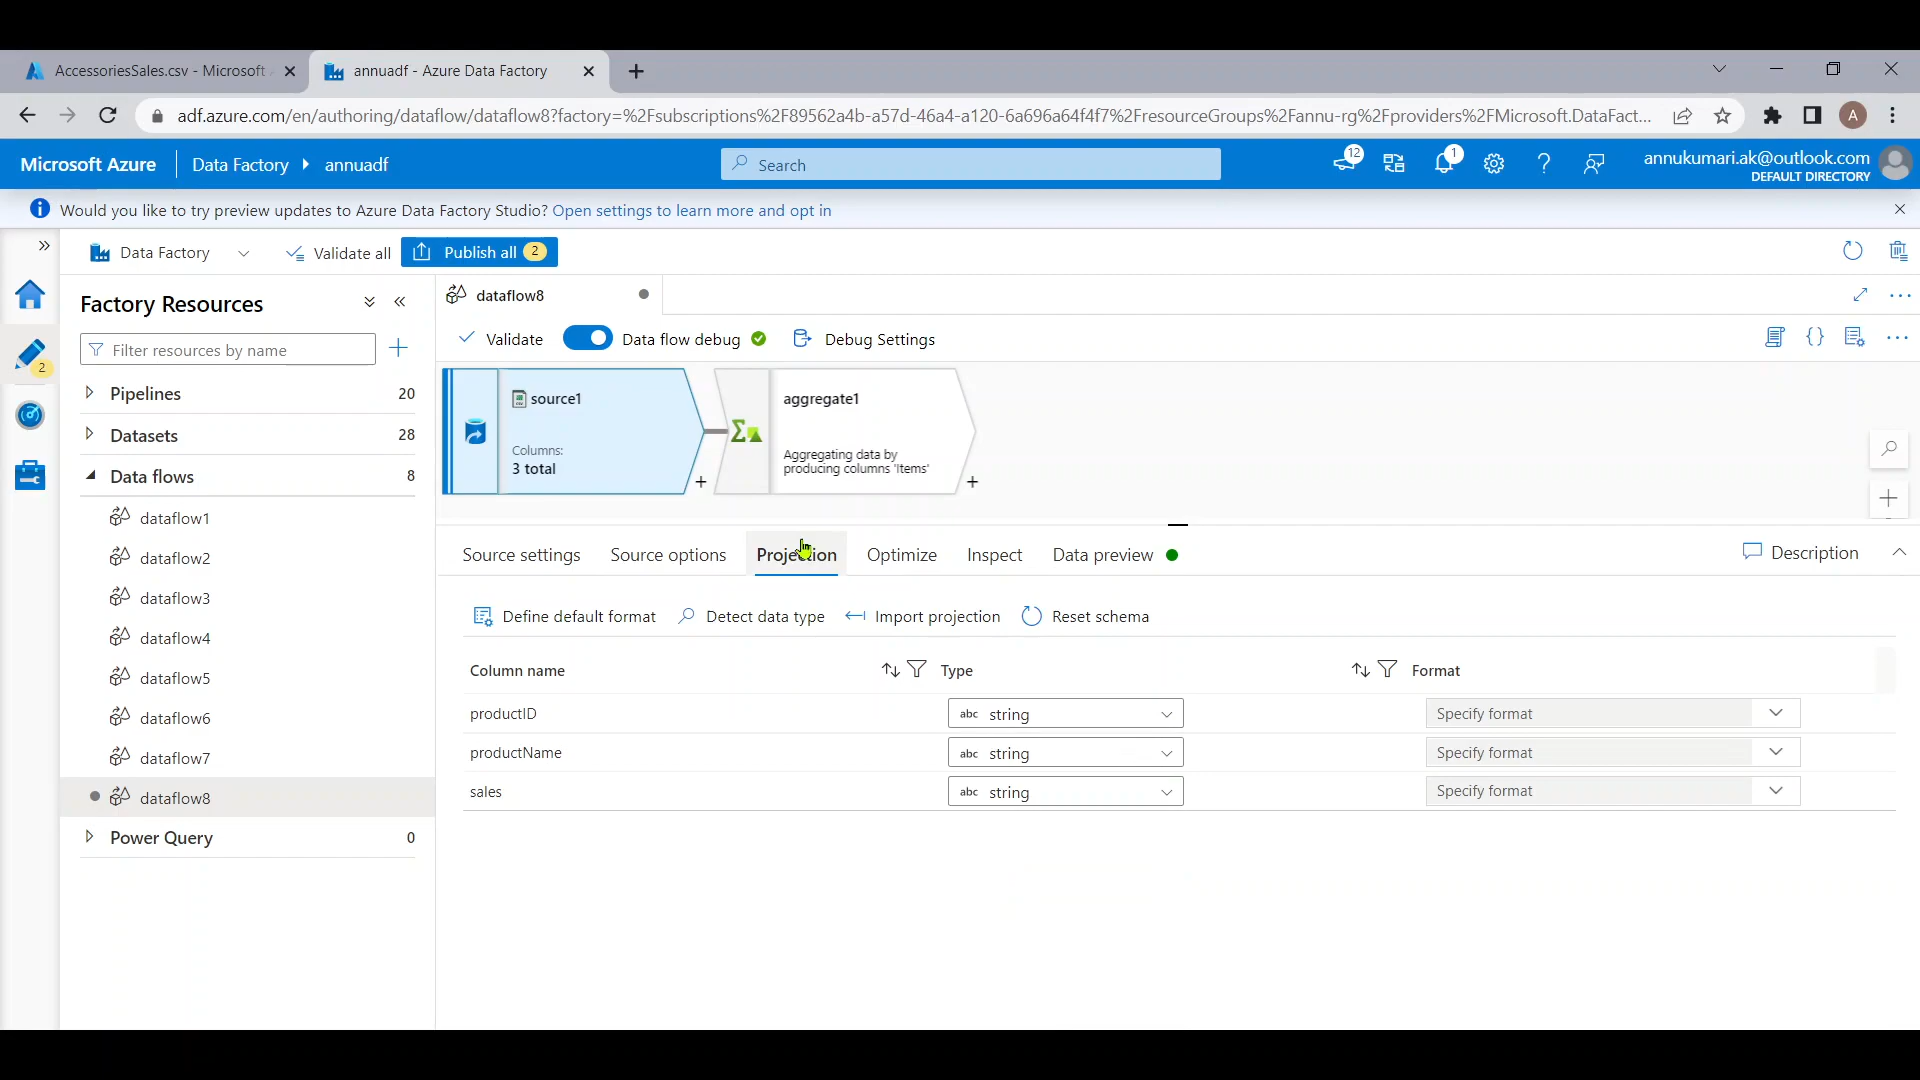 AccessoriesSales.csv - Microsoft
annuadf - Azure Data Factory
adf.azure.com/en/authoring/dataflow/dataflow8?factory=%2Fsubscriptions%2F89562a4b-a57d-46a4-a120-6a696a64f4f7%2FresourceGroups%2Fannu-rg%2Fproviders%2FMicrosoft.DataFact...
A
Microsoft Azure
Data Factory
annuadf
Search
12
1
annukumari.ak@outlook.com
DEFAULT DIRECTORY
Would you like to try preview updates to Azure Data Factory Studio? Open settings to learn more and opt in
Data Factory
Validate all
Publish all 2
Factory Resources
dataflow8
Filter resources by name
Validate
Data flow debug
Debug Settings
2
Pipelines 20
Datasets 28
Data flows 8
dataflow1
dataflow2
dataflow3
dataflow4
dataflow5
dataflow6
dataflow7
dataflow8
Power Query 0
source1
Columns:
3 total
+
aggregate1
Aggregating data by
producing columns 'Items'
+
Source settings
Source options
Projection
Optimize
Inspect
Data preview
Description
Define default format
Detect data type
Import projection
Reset schema
Column name
Type
Format
productID
abc string
Specify format
productName
abc string
Specify format
sales
abc string
Specify format